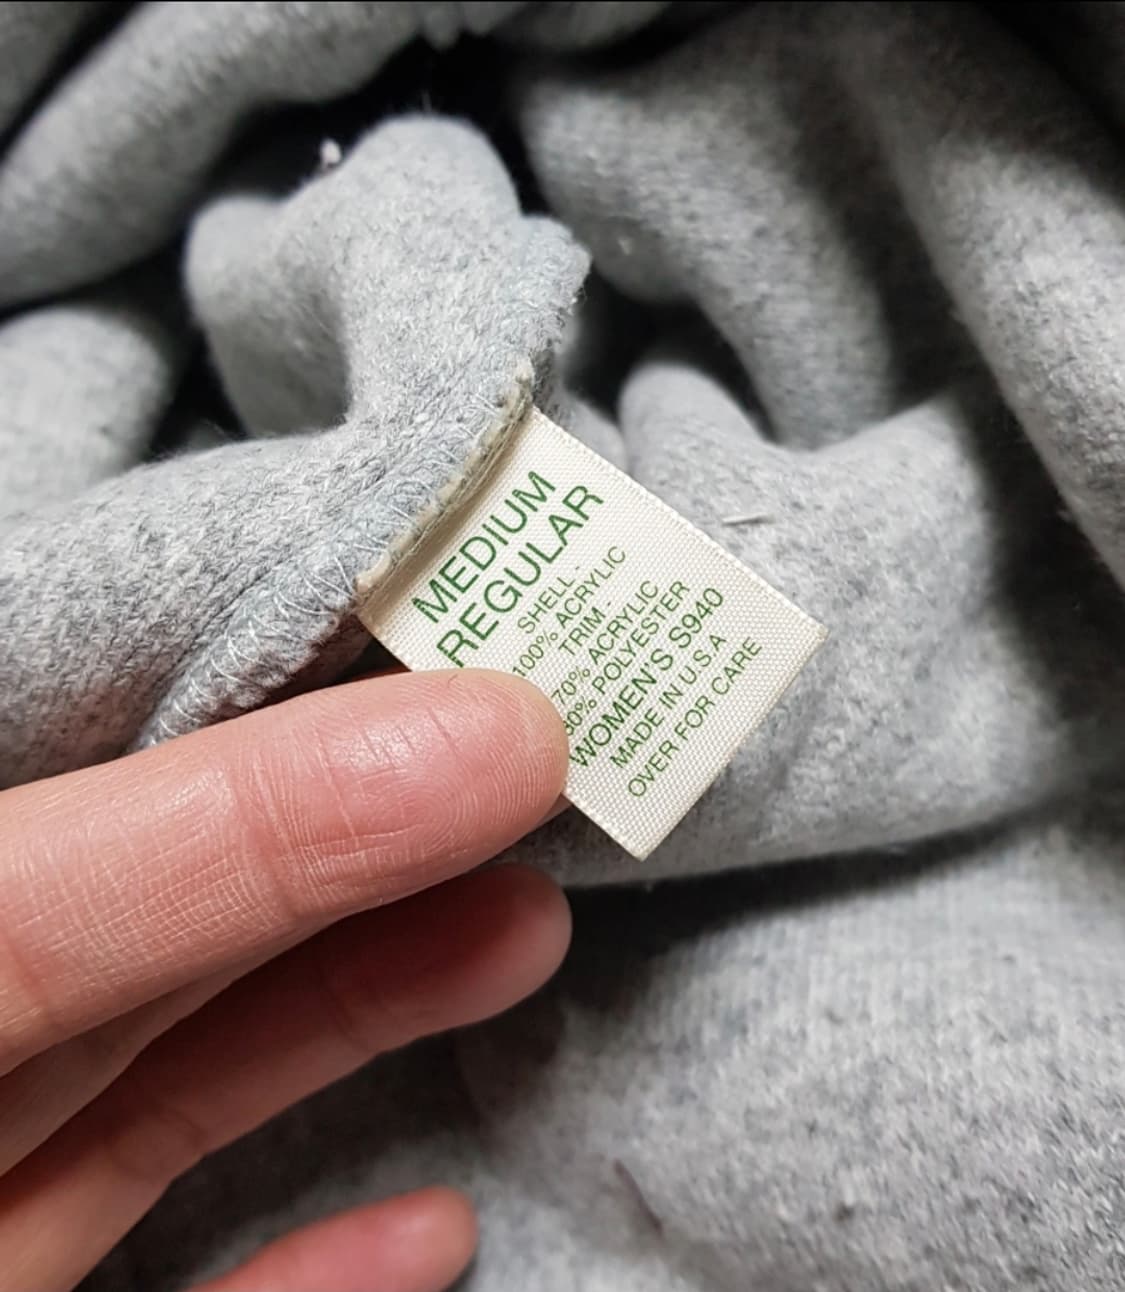 MEDIUM
REGULAR
SHELL -
100% ACRYLIC
TRIM -
70% ACRYLIC
30% POLYESTER
WOMEN'S S940
MADE IN U.S.A
OVER FOR CARE